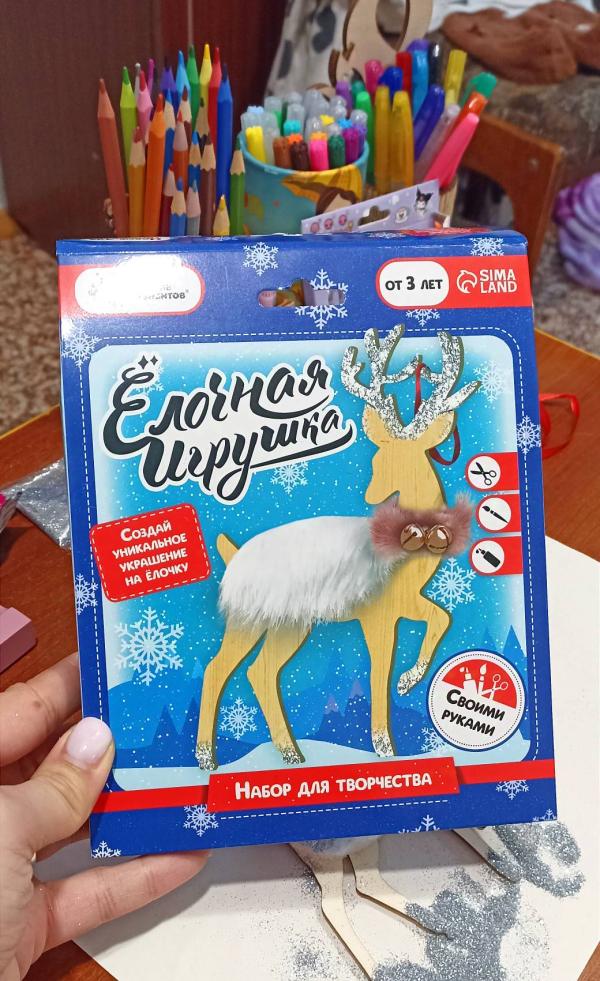 от 3 лет
SIMA
LAND
Ёлочная
игрушка
Создай
уникальное
украшение
на ёлочку
Своими
руками
Набор для творчества